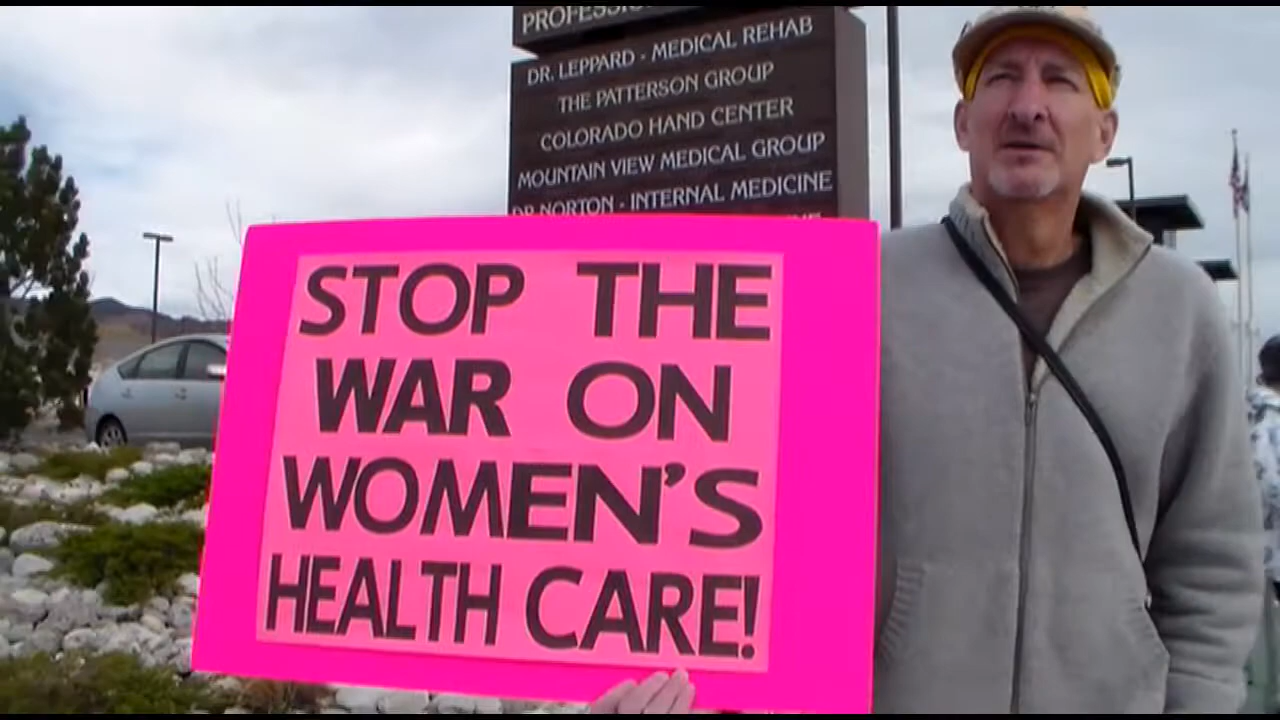 DR. LEPPARD - MEDICAL REHAB
THE PATTERSON GROUP
COLORADO HAND CENTER
MOUNTAIN VIEW MEDICAL GROUP
DR NORTON - INTERNAL MEDICINE
STOP THE
WAR ON
WOMEN'S
HEALTH CARE!